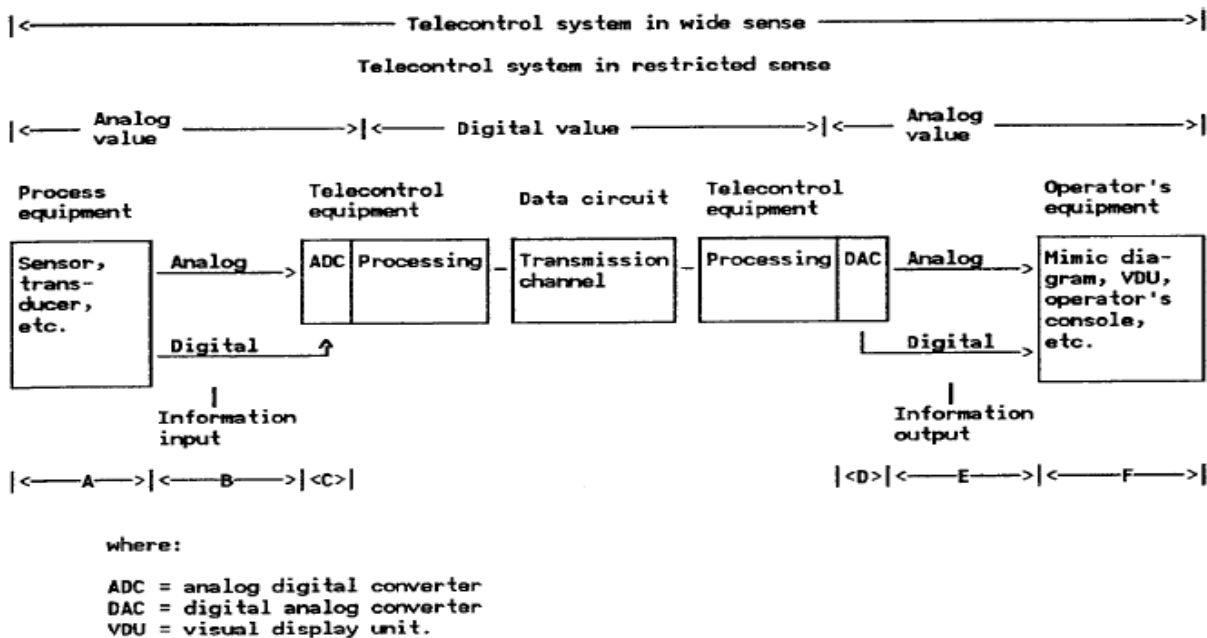 Telecontrol system in wide sense
Telecontrol system in restricted sense
Analog value
Digital value
Analog value
Process equipment
Telecontrol equipment
Data circuit
Telecontrol equipment
Operator's equipment
Sensor,
trans-
ducer,
etc.
Analog
Digital
ADC
Processing
Transmission
channel
Processing
DAC
Analog
Digital
Mimic dia-
gram, VDU,
operator's
console,
etc.
Information
input
Information
output
A
B
C
D
E
F
where:
ADC = analog digital converter
DAC = digital analog converter
VDU = visual display unit.